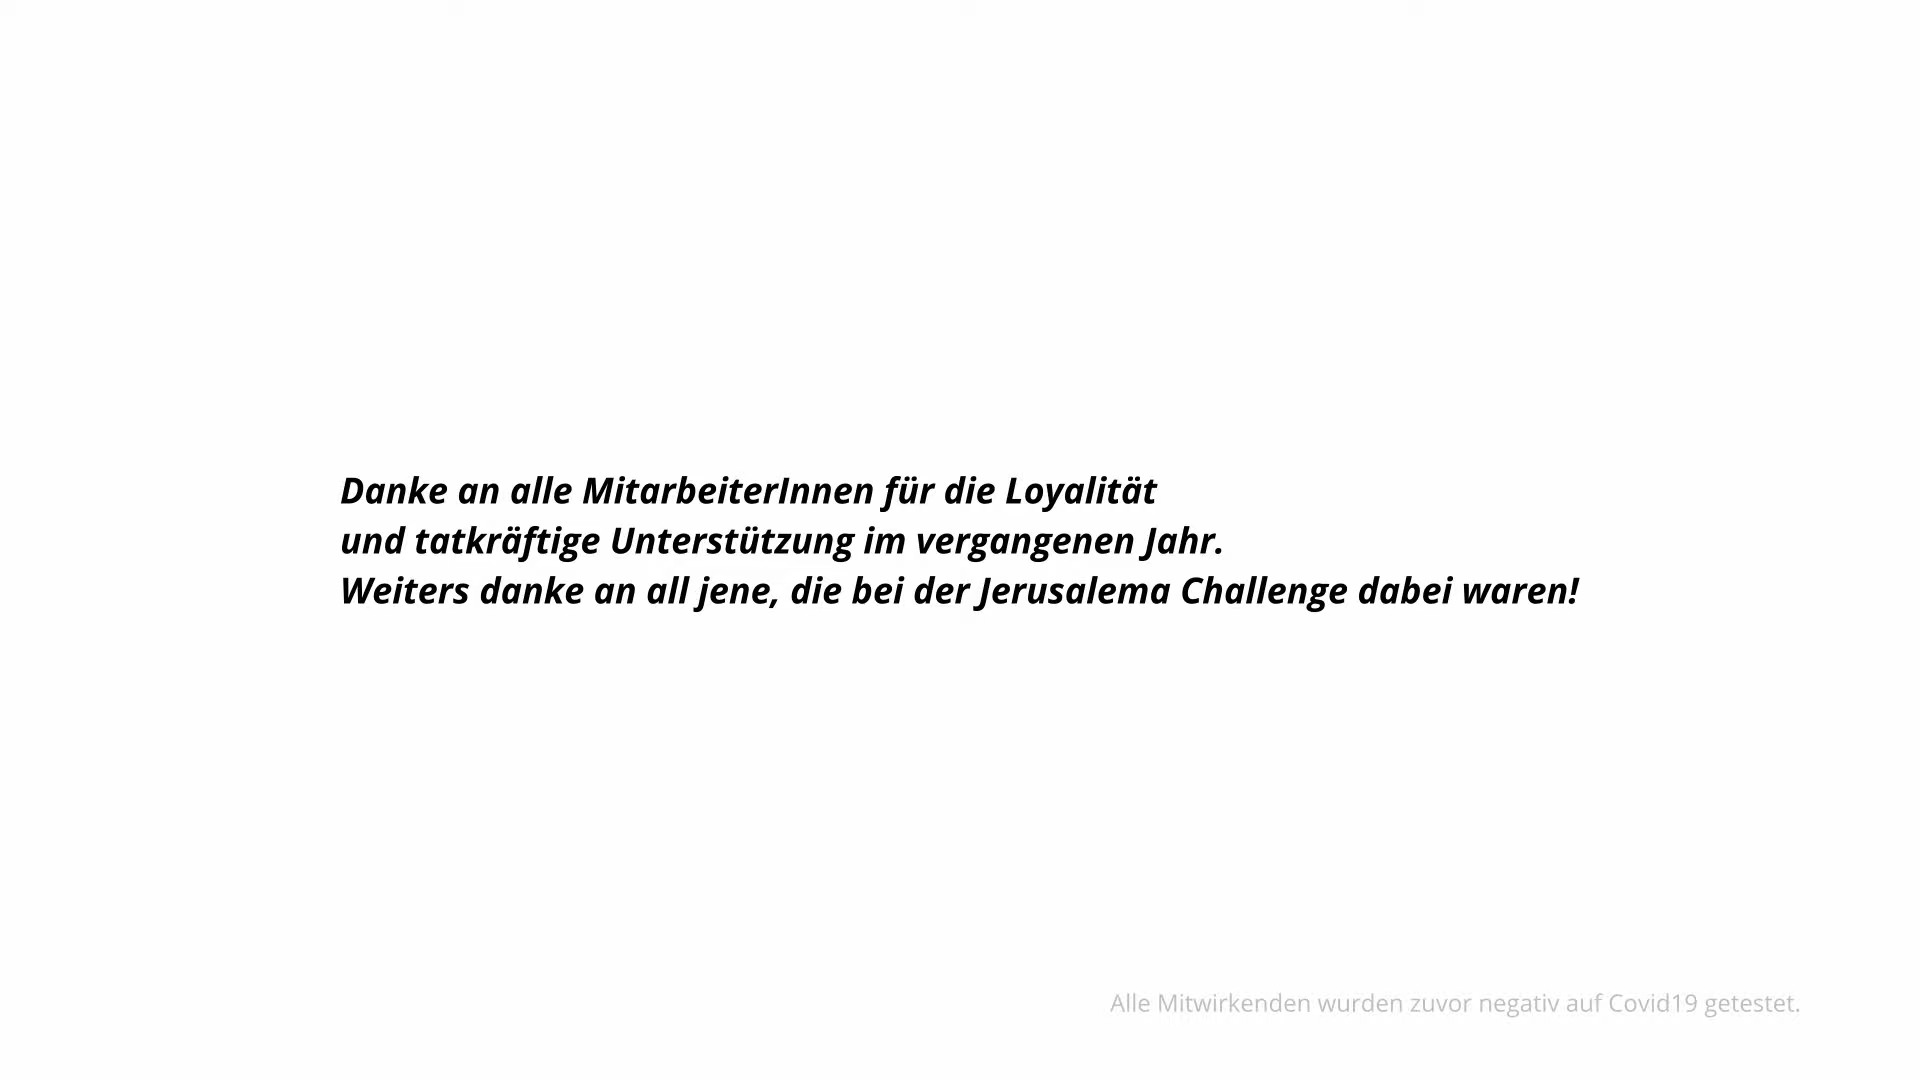 Danke an alle MitarbeiterInnen für die Loyalität
und tatkräftige Unterstützung im vergangenen Jahr.
Weiters danke an all jene, die bei der Jerusalema Challenge dabei waren!
Alle Mitwirkenden wurden zuvor negativ auf Covid19 getestet.